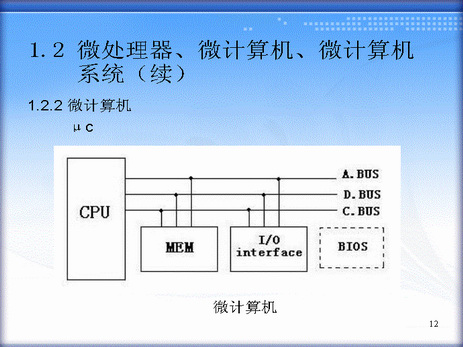 1.2 微处理器、微计算机、微计算机
系统（续）
1.2.2 微计算机
μc
A.BUS
D.BUS
C.BUS
CPU
MEM
I/O
interface
BIOS
微计算机
12